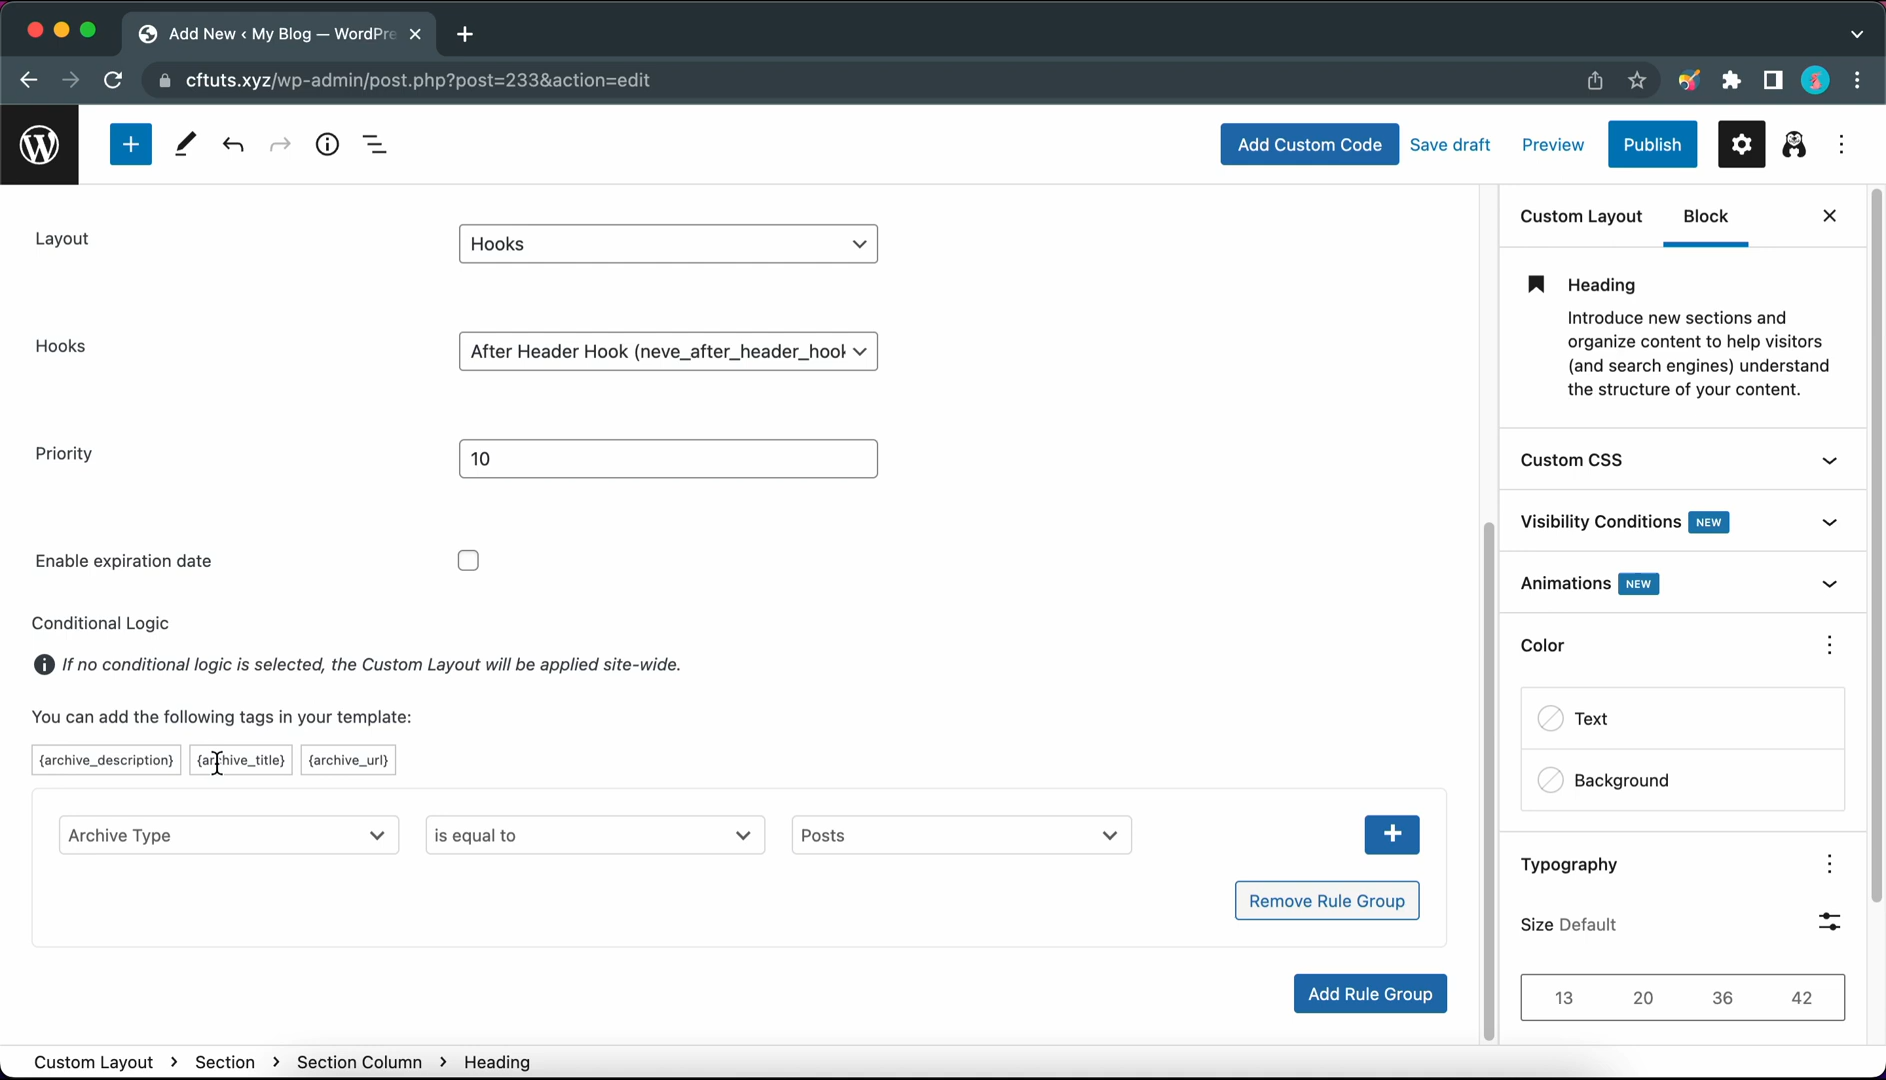 Add New ‹ My Blog — WordPre
cftuts.xyz/wp-admin/post.php?post=233&action=edit
Add Custom Code Save draft Preview Publish
Layout
Hooks
Hooks
After Header Hook (neve_after_header_hook
Priority
10
Enable expiration date
Conditional Logic
If no conditional logic is selected, the Custom Layout will be applied site-wide.
You can add the following tags in your template:
{archive_description} {archive_title} {archive_url}
Archive Type is equal to Posts
Remove Rule Group
Add Rule Group
Custom Layout Block
Heading
Introduce new sections and
organize content to help visitors
(and search engines) understand
the structure of your content.
Custom CSS
Visibility Conditions NEW
Animations NEW
Color
Text
Background
Typography
Size Default
13 20 36 42
Custom Layout › Section › Section Column › Heading